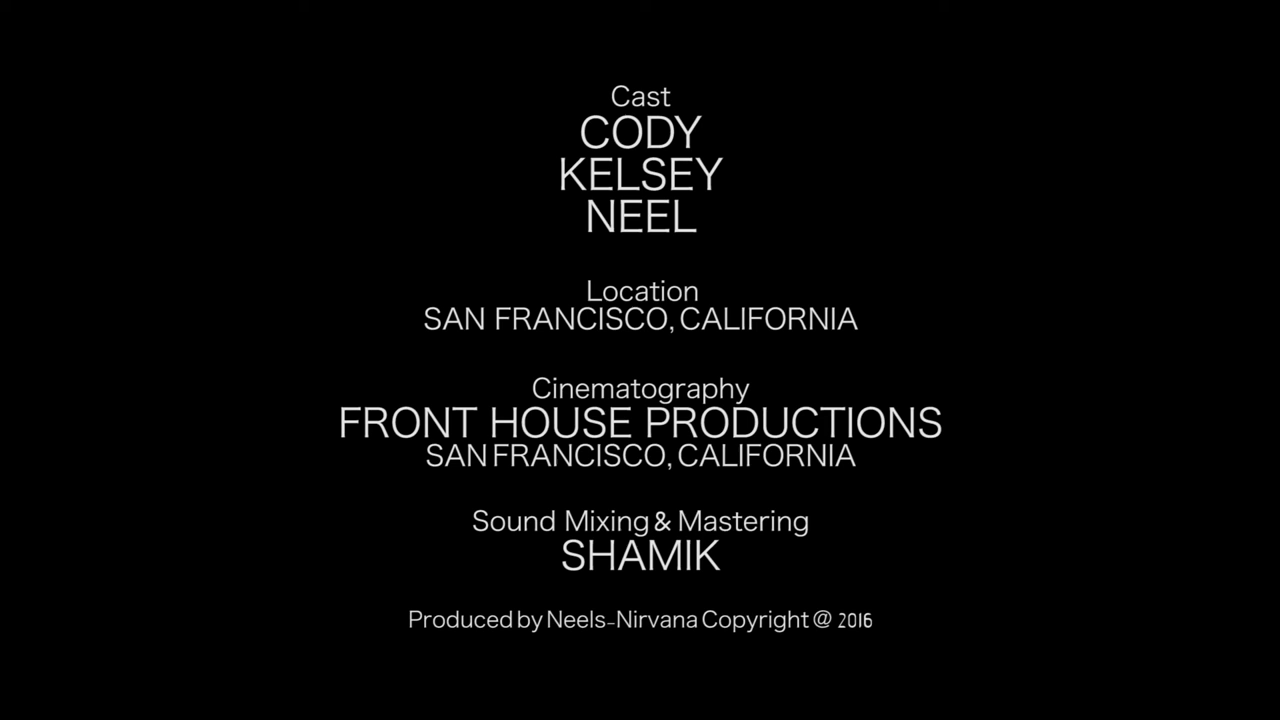 Cast
CODY
KELSEY
NEEL
Location
SAN FRANCISCO, CALIFORNIA
Cinematography
FRONT HOUSE PRODUCTIONS
SAN FRANCISCO, CALIFORNIA
Sound Mixing & Mastering
SHAMIK
Produced by Neels-Nirvana Copyright @ 2016